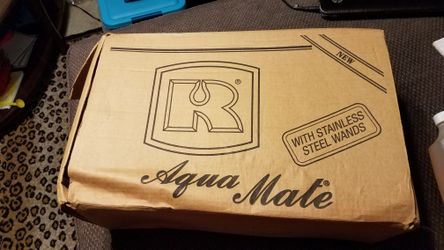 NEW
R®
WITH STAINLESS
STEEL WANDS
Aqua Mate®